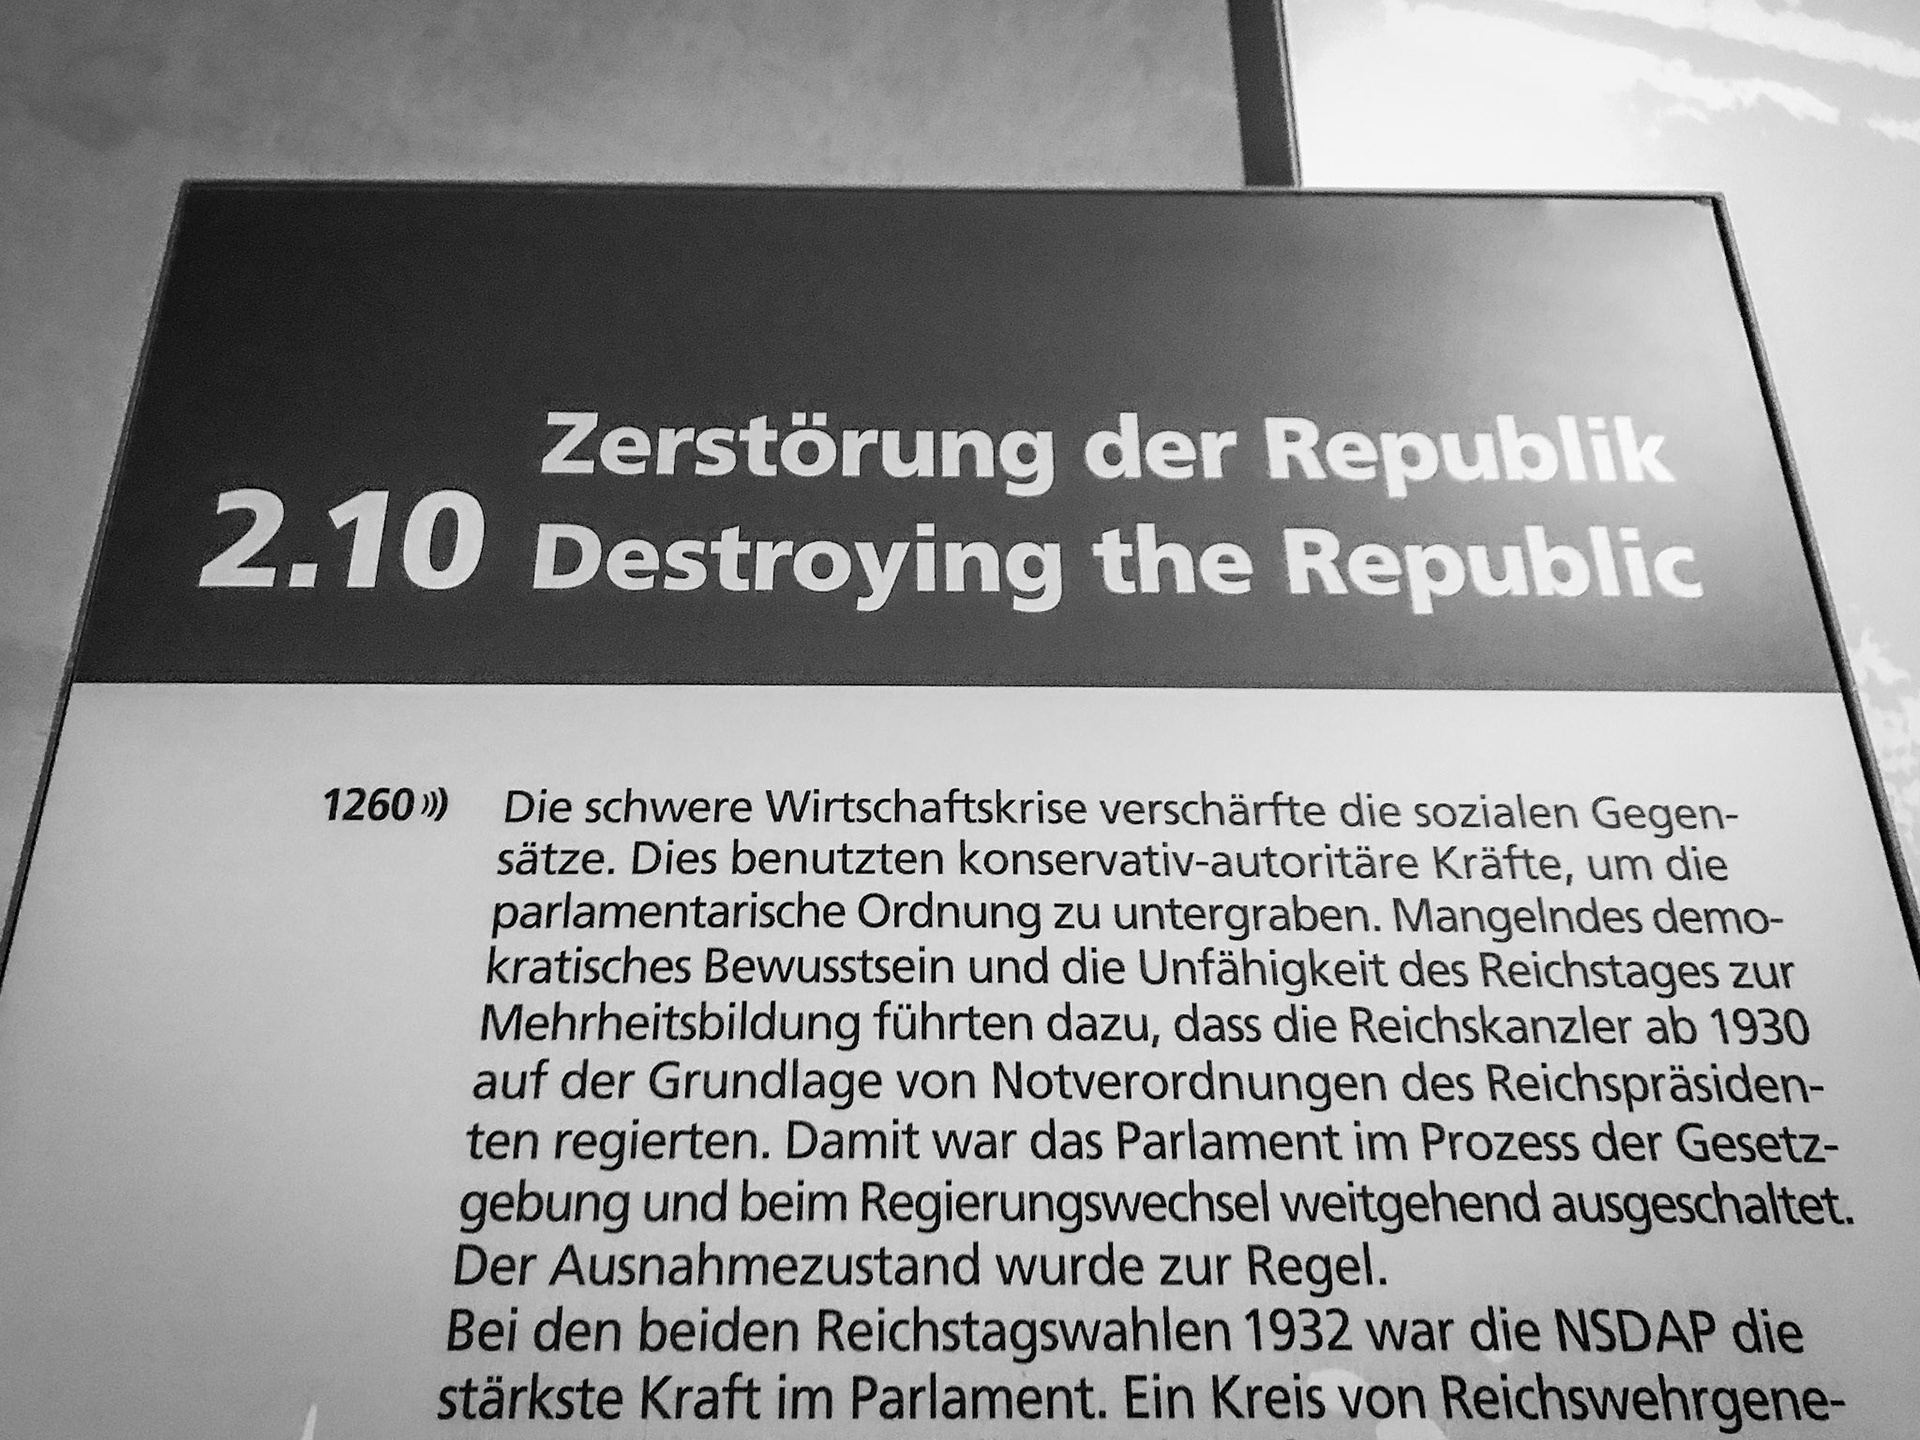 Zerstörung der Republik
2.10 Destroying the Republic
1260 Die schwere Wirtschaftskrise verschärfte die sozialen Gegen-
sätze. Dies benutzten konservativ-autoritäre Kräfte, um die
parlamentarische Ordnung zu untergraben. Mangelndes demo-
kratisches Bewusstsein und die Unfähigkeit des Reichstages zur
Mehrheitsbildung führten dazu, dass die Reichskanzler ab 1930
auf der Grundlage von Notverordnungen des Reichspräsiden-
ten regierten. Damit war das Parlament im Prozess der Gesetz-
gebung und beim Regierungswechsel weitgehend ausgeschaltet.
Der Ausnahmezustand wurde zur Regel.
Bei den beiden Reichstagswahlen 1932 war die NSDAP die
stärkste Kraft im Parlament. Ein Kreis von Reichswehrgene-